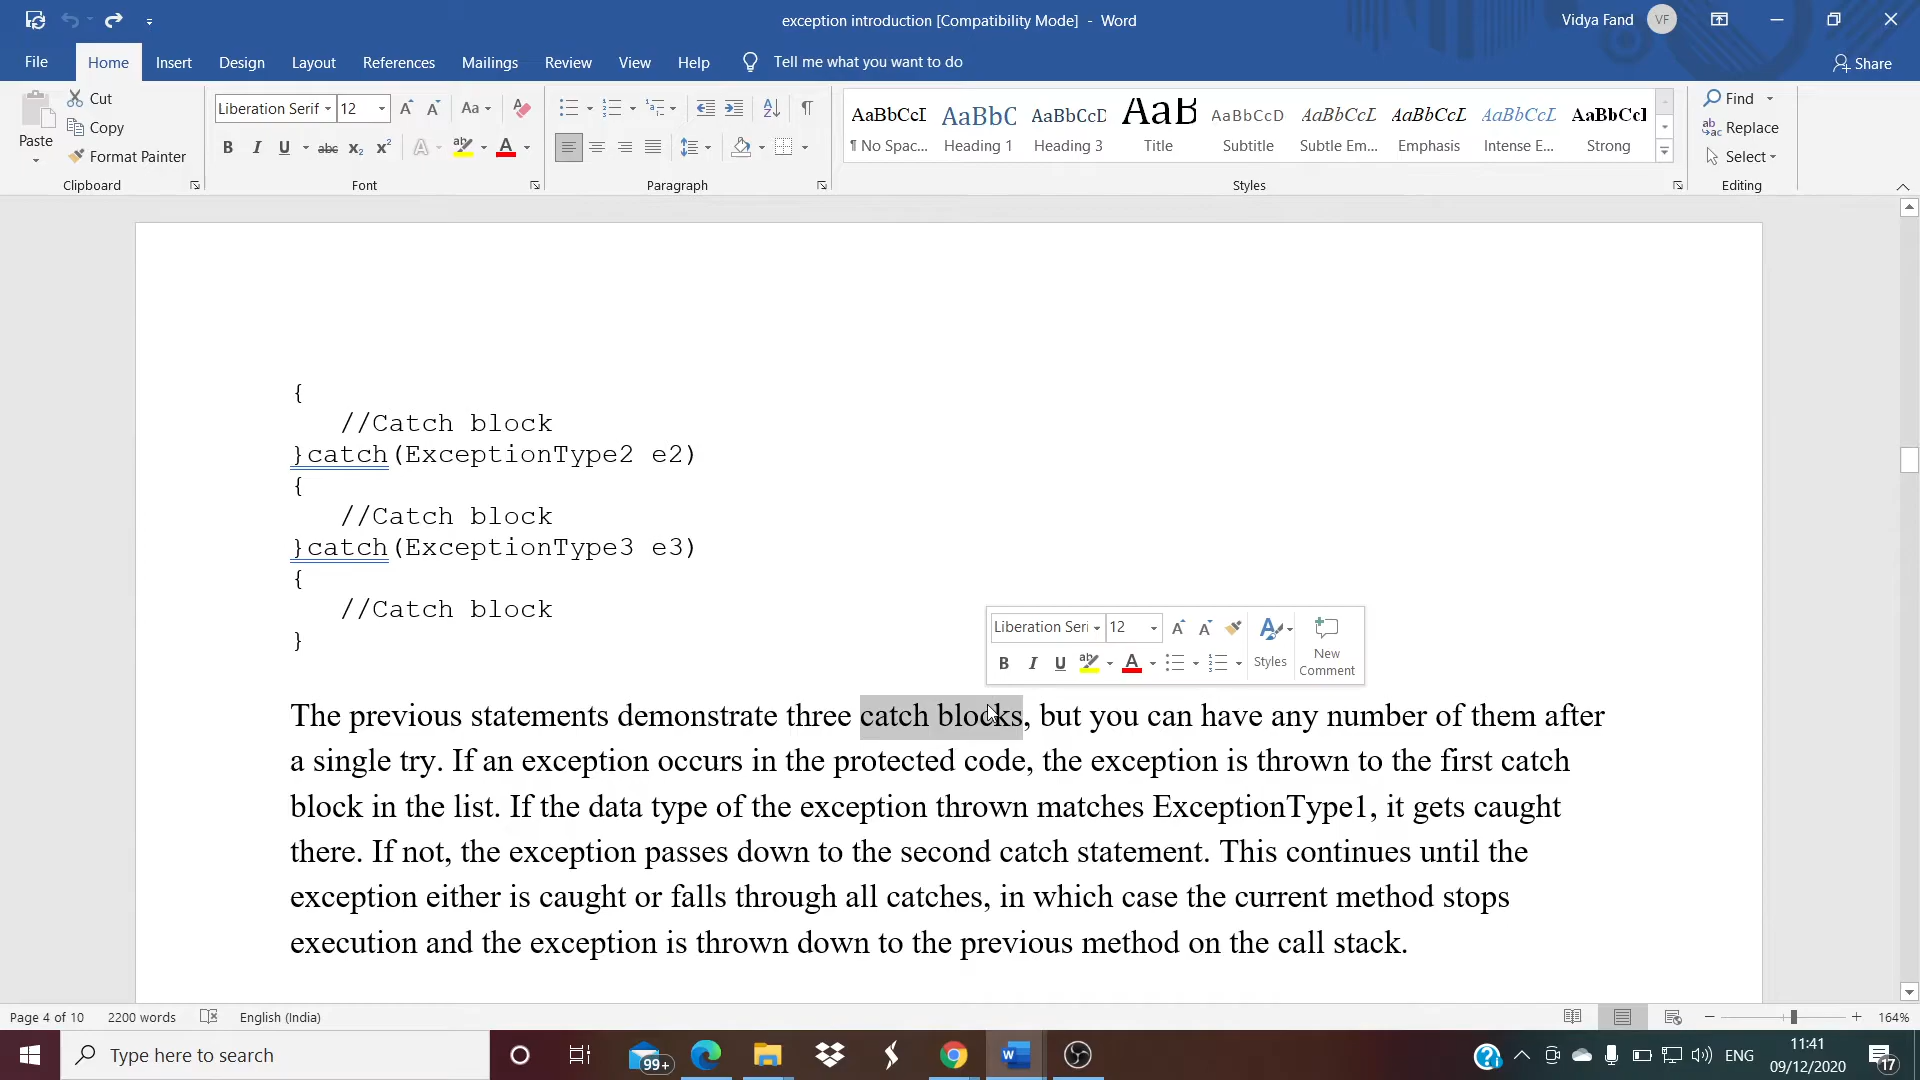 exception introduction [Compatibility Mode] - Word
Vidya Fand
VF
File
Home
Insert
Design
Layout
References
Mailings
Review
View
Help
Tell me what you want to do
Share
Paste
Cut
Copy
Format Painter
Clipboard
Liberation Serif
12
Font
Paragraph
AaBbCcI
AaBbC
AaBbCcD
AaB
AaBbCcD
AaBbCcL
AaBbCcL
AaBbCcL
AaBbCcI
¶ No Spac...
Heading 1
Heading 3
Title
Subtitle
Subtle Em...
Emphasis
Intense E...
Strong
Styles
Find
Replace
Select
Editing
{
//Catch block
}catch(ExceptionType2 e2)
{
//Catch block
}catch(ExceptionType3 e3)
{
//Catch block
}
Liberation Seri
12
B I U
Styles
New
Comment
The previous statements demonstrate three catch blocks, but you can have any number of them after
a single try. If an exception occurs in the protected code, the exception is thrown to the first catch
block in the list. If the data type of the exception thrown matches ExceptionType1, it gets caught
there. If not, the exception passes down to the second catch statement. This continues until the
exception either is caught or falls through all catches, in which case the current method stops
execution and the exception is thrown down to the previous method on the call stack.
Page 4 of 10
2200 words
English (India)
164%
Type here to search
99+
ENG
11:41
09/12/2020
17